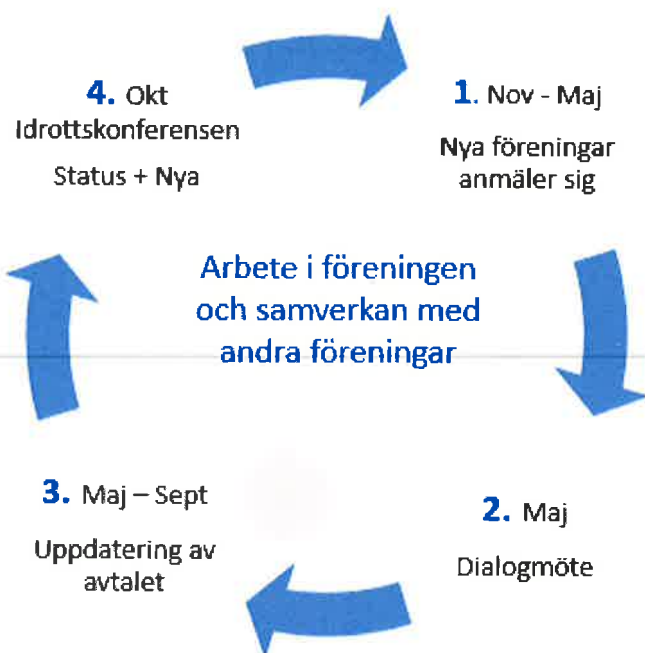 4. Okt
Idrottskonferensen
Status + Nya
1. Nov - Maj
Nya föreningar
anmäler sig
Arbete i föreningen
och samverkan med
andra föreningar
3. Maj – Sept
Uppdatering av
avtalet
2. Maj
Dialogmöte